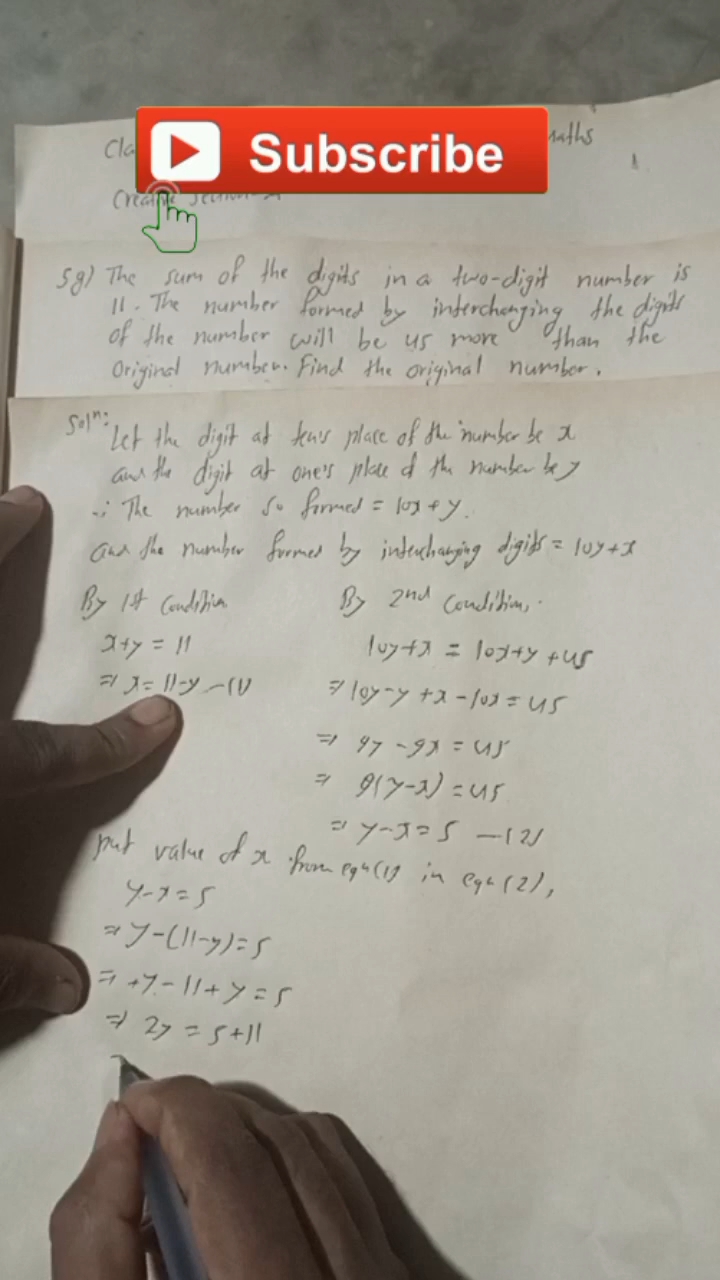 Subscribe
Cla
maths
Creative Section-A
5g) The sum of the digits in a two-digit number is
11. The number formed by interchanging the digits
of the number will be 45 more than the
original number. Find the original number.
Solⁿ:
Let the digit at ten's place of the number be x
and the digit at one's place of the number be y
∴ The number so formed = 10x+y.
and the number formed by interchanging digits = 10y+x
By 1st Condition
x+y = 11
⇒ x = 11-y —(1)
By 2nd Condition,
10y+x = 10x+y +45
⇒ 10y-y +x-10x = 45
⇒ 9y -9x = 45
⇒ 9(y-x) = 45
⇒ y-x = 5 —(2)
put value of x from eqⁿ(1) in eqⁿ(2),
y-x = 5
⇒ y-(11-y) = 5
⇒ +y-11+y = 5
⇒ 2y = 5+11